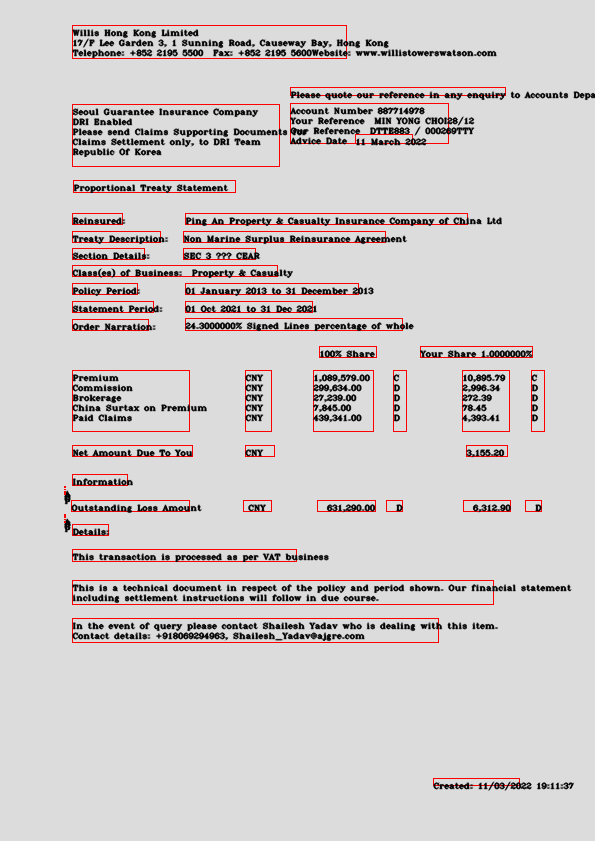 Willis Hong Kong Limited
17/F Lee Garden 3, 1 Sunning Road, Causeway Bay, Hong Kong
Telephone: +852 2195 5500 Fax: +852 2195 5600Website: www.willistowerswatson.com
Please quote our reference in any enquiry to Accounts Depa
Seoul Guarantee Insurance Company
DRI Enabled
Please send Claims Supporting Documents for
Claims Settlement only, to DRI Team
Republic Of Korea
Account Number 887714978
Your Reference MIN YONG CHOI28/12
Our Reference DTTE883 / 000269TTY
Advice Date 11 March 2022
Proportional Treaty Statement
Reinsured: Ping An Property & Casualty Insurance Company of China Ltd
Treaty Description: Non Marine Surplus Reinsurance Agreement
Section Details: SEC 3 ??? CEAR
Class(es) of Business: Property & Casualty
Policy Period: 01 January 2013 to 31 December 2013
Statement Period: 01 Oct 2021 to 31 Dec 2021
Order Narration: 24.3000000% Signed Lines percentage of whole
100% Share Your Share 1.0000000%
Premium CNY 1,089,579.00 C 10,895.79 C
Commission CNY 299,634.00 D 2,996.34 D
Brokerage CNY 27,239.00 D 272.39 D
China Surtax on Premium CNY 7,845.00 D 78.45 D
Paid Claims CNY 439,341.00 D 4,393.41 D
Net Amount Due To You CNY 3,155.20
Information
Outstanding Loss Amount CNY 631,290.00 D 6,312.90 D
Details:
This transaction is processed as per VAT business
This is a technical document in respect of the policy and period shown. Our financial statement
including settlement instructions will follow in due course.
In the event of query please contact Shailesh Yadav who is dealing with this item.
Contact details: +918069294963, Shailesh_Yadav@ajgre.com
Created: 11/03/2022 19:11:37